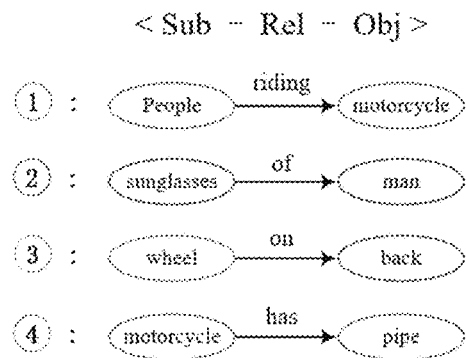 < Sub - Rel - Obj >
1 : People riding motorcycle
2 : sunglasses of man
3 : wheel on back
4 : motorcycle has pipe